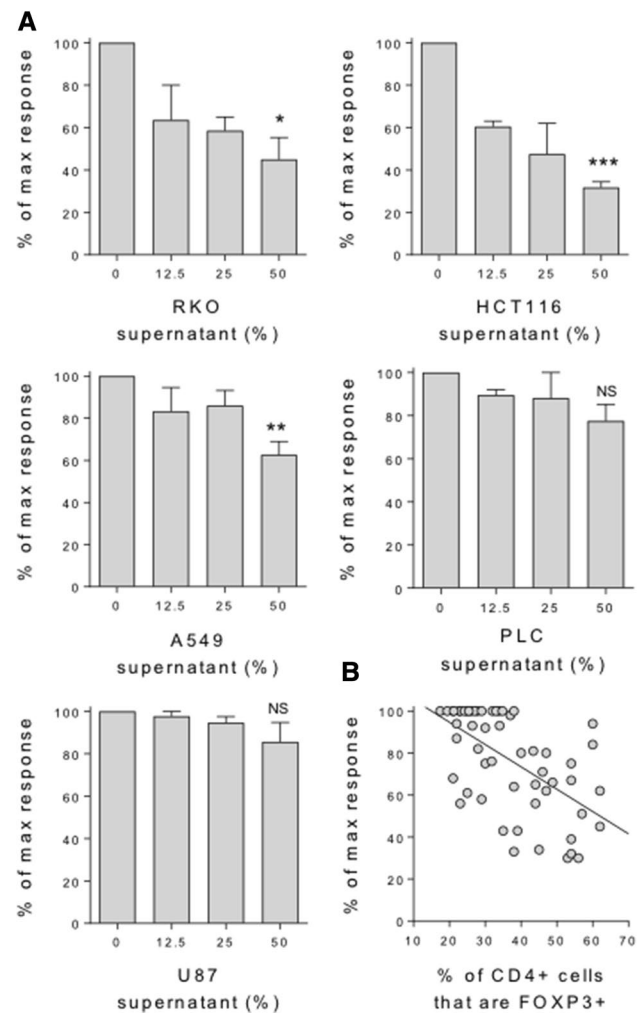 A
% of max response
100
80
60
40
20
0
*
0 12.5 25 50
RKO
supernatant (%)
% of max response
100
80
60
40
20
0
***
0 12.5 25 50
HCT116
supernatant (%)
% of max response
100
80
60
40
20
0
**
0 12.5 25 50
A549
supernatant (%)
% of max response
100
80
60
40
20
0
NS
0 12.5 25 50
PLC
supernatant (%)
% of max response
100
80
60
40
20
0
NS
0 12.5 25 50
U87
supernatant (%)
B
% of max response
100
80
60
40
20
0
10 20 30 40 50 60 70
% of CD4+ cells
that are FOXP3+